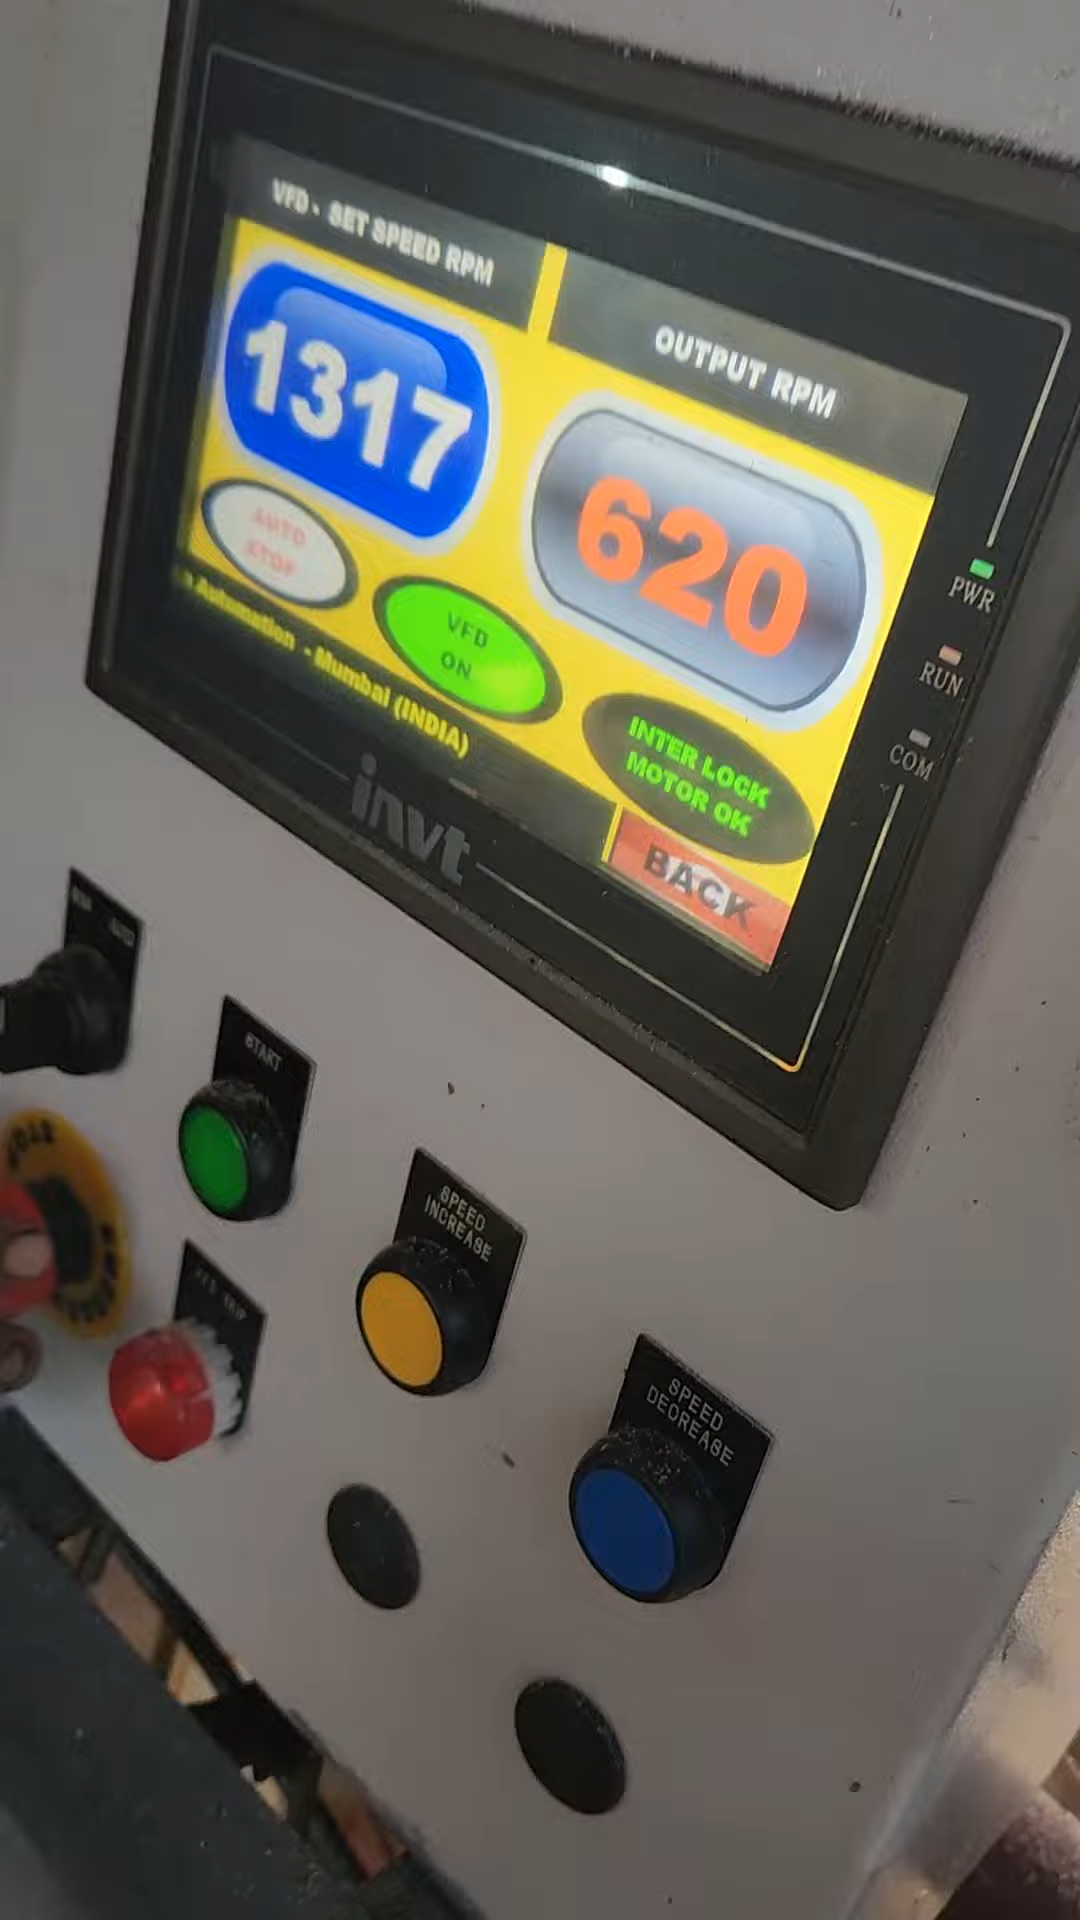 VFD - SET SPEED RPM
OUTPUT RPM
1317
620
AUTO
STOP
VFD
ON
Automation - Mumbai (INDIA)
INTER LOCK
MOTOR OK
BACK
PWR
RUN
COM
invt
START
SPEED
INCREASE
TRIP
SPEED
DECREASE